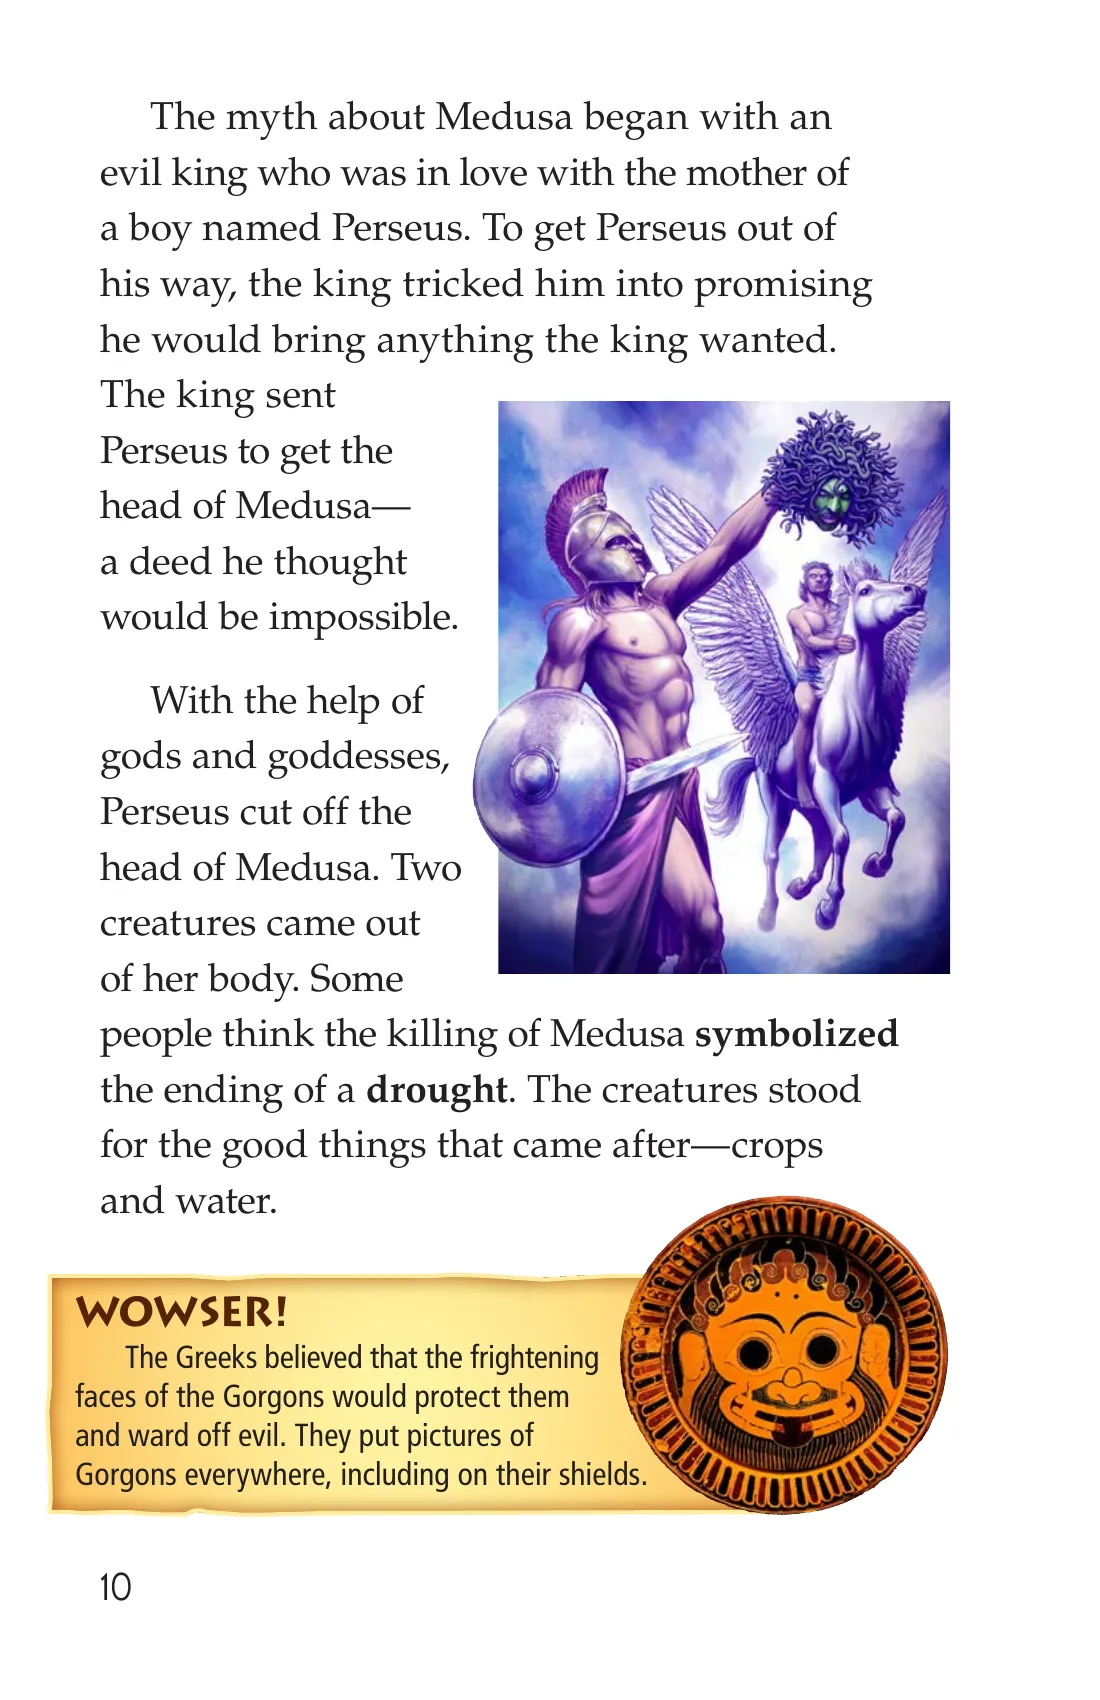 The myth about Medusa began with an
evil king who was in love with the mother of
a boy named Perseus. To get Perseus out of
his way, the king tricked him into promising
he would bring anything the king wanted.
The king sent
Perseus to get the
head of Medusa—
a deed he thought
would be impossible.
With the help of
gods and goddesses,
Perseus cut off the
head of Medusa. Two
creatures came out
of her body. Some
people think the killing of Medusa symbolized
the ending of a drought. The creatures stood
for the good things that came after—crops
and water.
WOWSER!
The Greeks believed that the frightening
faces of the Gorgons would protect them
and ward off evil. They put pictures of
Gorgons everywhere, including on their shields.
10